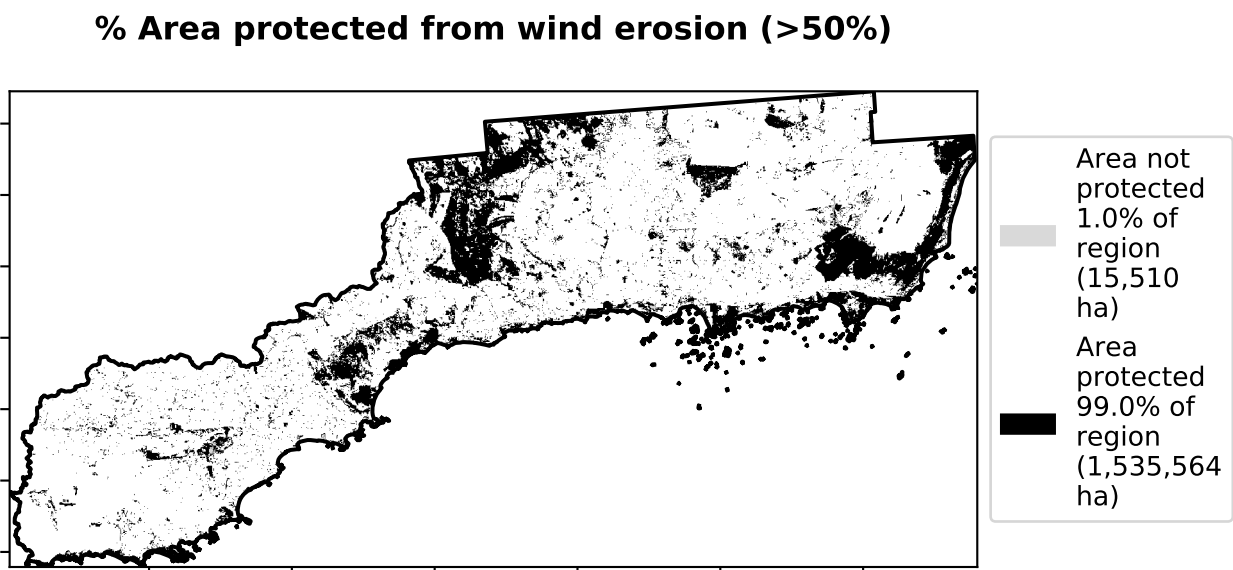 % Area protected from wind erosion (>50%)
Area not
protected
1.0% of
region
(15,510
ha)
Area
protected
99.0% of
region
(1,535,564
ha)